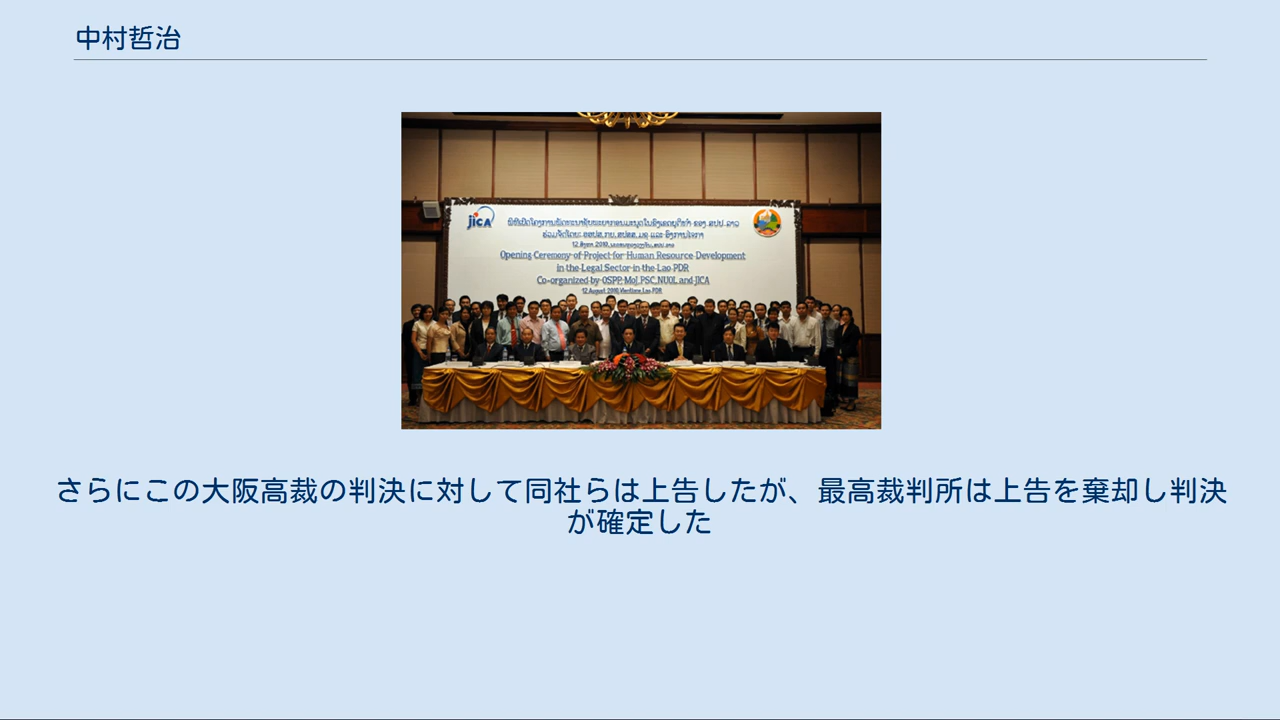 中村哲治
JICA
12 August 2010, Vientiane, Lao PDR
Opening Ceremony of Project for Human Resource Development
in the Legal Sector in the Lao PDR
Co-organized by OSPP, MoJ, PSC, NUOL and JICA
さらにこの大阪高裁の判決に対して同社らは上告したが、最高裁判所は上告を棄却し判決
が確定した